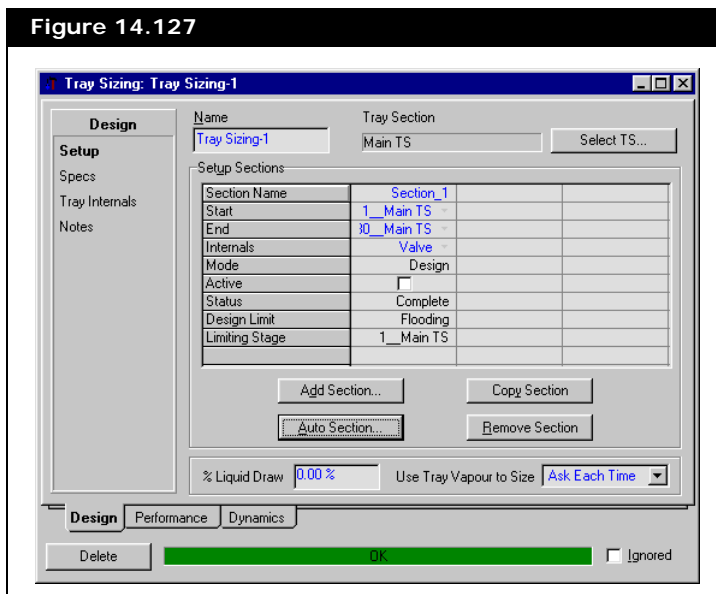 Figure 14.127
Tray Sizing: Tray Sizing-1
Design
Setup
Specs
Tray Internals
Notes
Name
Tray Sizing-1
Tray Section
Main TS
Select TS...
Setup Sections
Section Name Section_1
Start 1__Main TS
End 30__Main TS
Internals Valve
Mode Design
Active
Status Complete
Design Limit Flooding
Limiting Stage 1__Main TS
Add Section...
Copy Section
Auto Section...
Remove Section
% Liquid Draw 0.00 %
Use Tray Vapour to Size Ask Each Time
Design Performance Dynamics
Delete
OK
Ignored